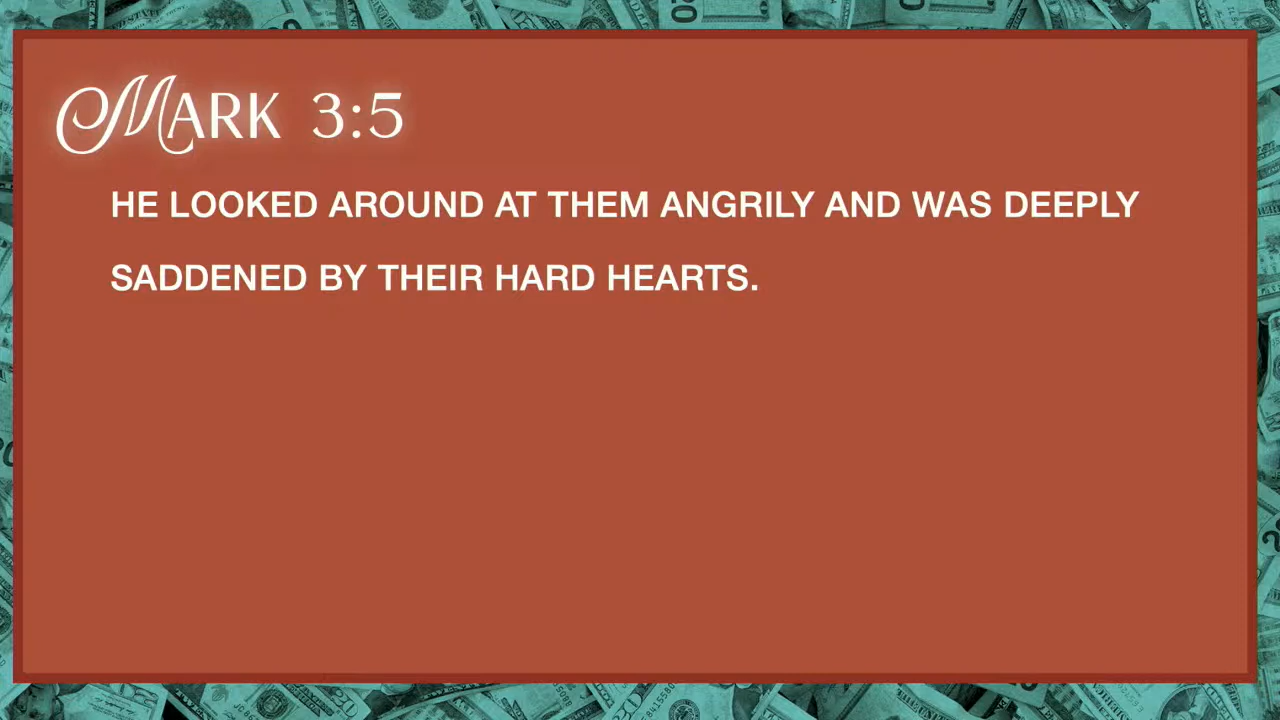 MARK 3:5
HE LOOKED AROUND AT THEM ANGRILY AND WAS DEEPLY
SADDENED BY THEIR HARD HEARTS.